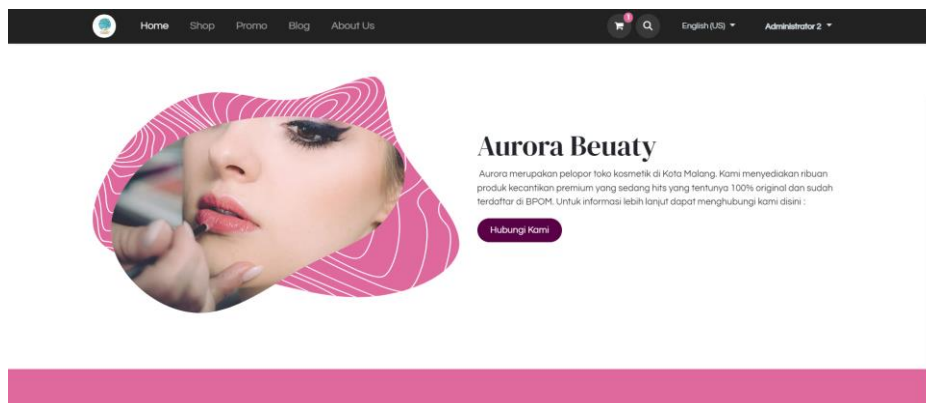 Home Shop Promo Blog About Us 1 English (US) Administrator 2
Aurora Beuaty
Aurora merupakan pelopor toko kosmetik di Kota Malang. Kami menyediakan ribuan
produk kecantikan premium yang sedang hits yang tentunya 100% original dan sudah
terdaftar di BPOM. Untuk informasi lebih lanjut dapat menghubungi kami disini :
Hubungi Kami